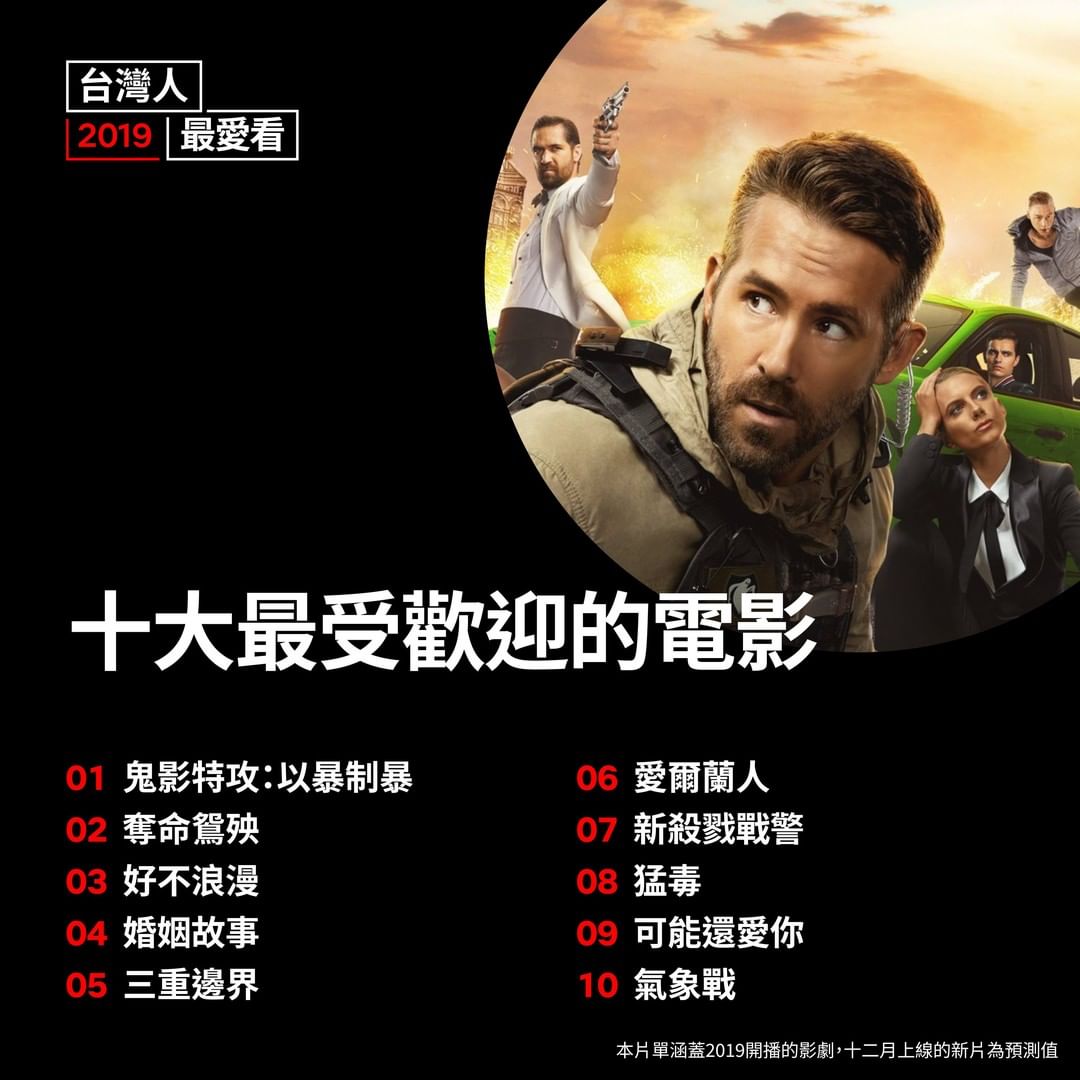 台灣人
2019 最愛看
十大最受歡迎的電影
01 鬼影特攻：以暴制暴
02 奪命鴛殃
03 好不浪漫
04 婚姻故事
05 三重邊界
06 愛爾蘭人
07 新殺戮戰警
08 猛毒
09 可能還愛你
10 氣象戰
本片單涵蓋2019開播的影劇，十二月上線的新片為預測值